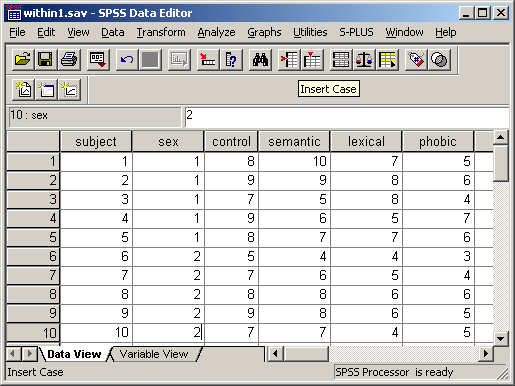 within1.sav - SPSS Data Editor
File Edit View Data Transform Analyze Graphs Utilities S-PLUS Window Help
Insert Case
10 : sex 2
subject sex control semantic lexical phobic
1 1 1 8 10 7 5
2 2 1 9 9 8 6
3 3 1 7 5 8 4
4 4 1 9 6 5 7
5 5 1 8 7 7 6
6 6 2 5 4 4 3
7 7 2 7 6 5 4
8 8 2 8 8 6 6
9 9 2 9 8 6 5
10 10 2 7 7 4 5
Data View Variable View
Insert Case SPSS Processor is ready